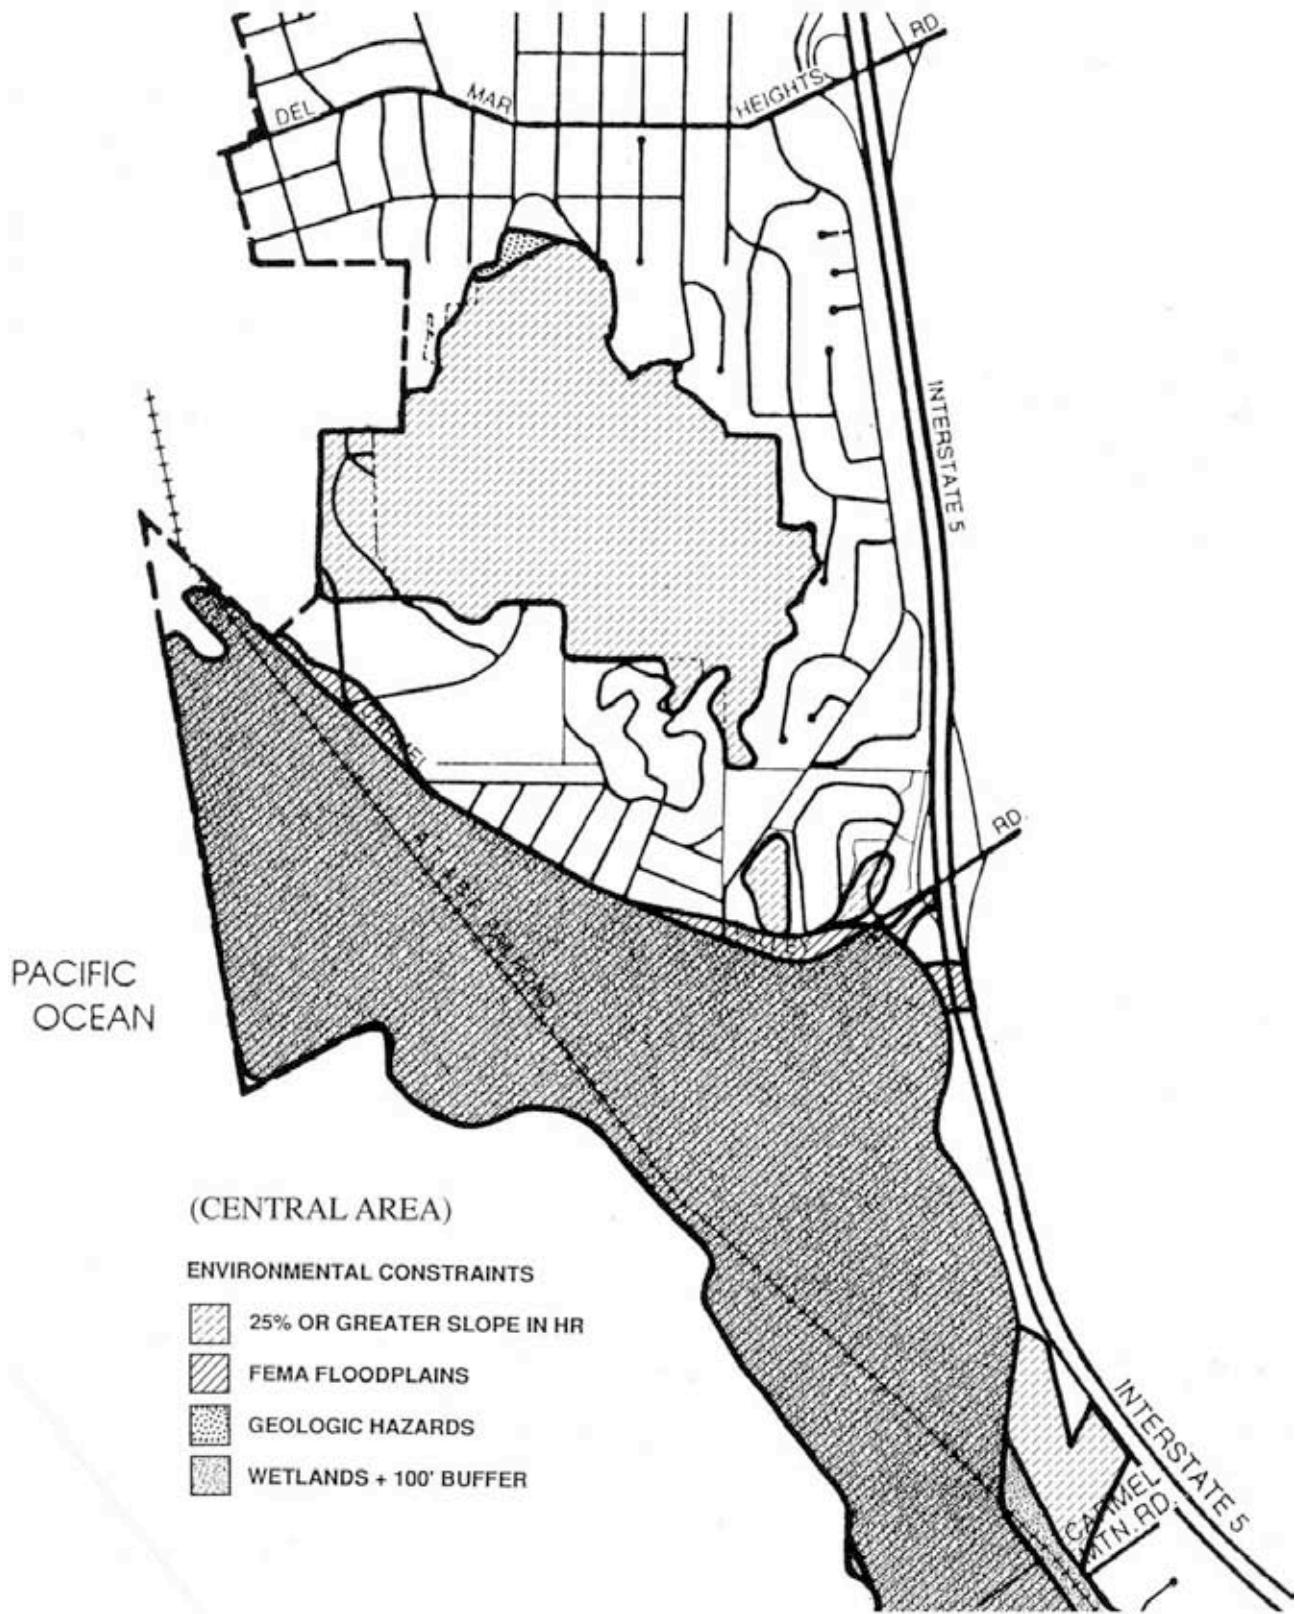 RD
DEL
MAR
HEIGHTS
INTERSTATE 5
RD.
PACIFIC
OCEAN
(CENTRAL AREA)
ENVIRONMENTAL CONSTRAINTS
25% OR GREATER SLOPE IN HR
FEMA FLOODPLAINS
GEOLOGIC HAZARDS
WETLANDS + 100' BUFFER
INTERSTATE 5
CARMEL
MTN. RD.